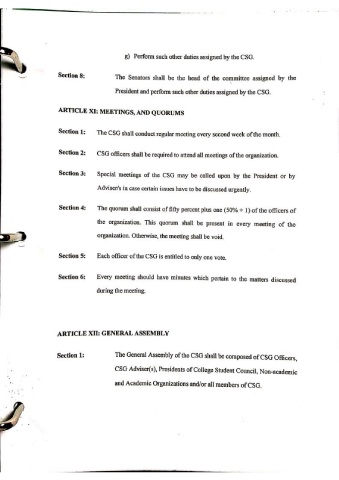 g) Perform such other duties assigned by the CSG.
Section 8: The Senators shall be the head of the committee assigned by the
President and perform such other duties assigned by the CSG.
ARTICLE XI: MEETINGS, AND QUORUMS
Section 1: The CSG shall conduct regular meeting every second week of the month.
Section 2: CSG officers shall be required to attend all meetings of the organization.
Section 3: Special meetings of the CSG may be called upon by the President or by
Adviser/s in case certain issues have to be discussed urgently.
Section 4: The quorum shall consist of fifty percent plus one (50% + 1) of the officers of
the organization. This quorum shall be present in every meeting of the
organization. Otherwise, the meeting shall be void.
Section 5: Each officer of the CSG is entitled to only one vote.
Section 6: Every meeting should have minutes which pertain to the matters discussed
during the meeting.
ARTICLE XII: GENERAL ASSEMBLY
Section 1: The General Assembly of the CSG shall be composed of CSG Officers,
CSG Adviser(s), Presidents of College Student Council, Non-academic
and Academic Organizations and/or all members of CSG.